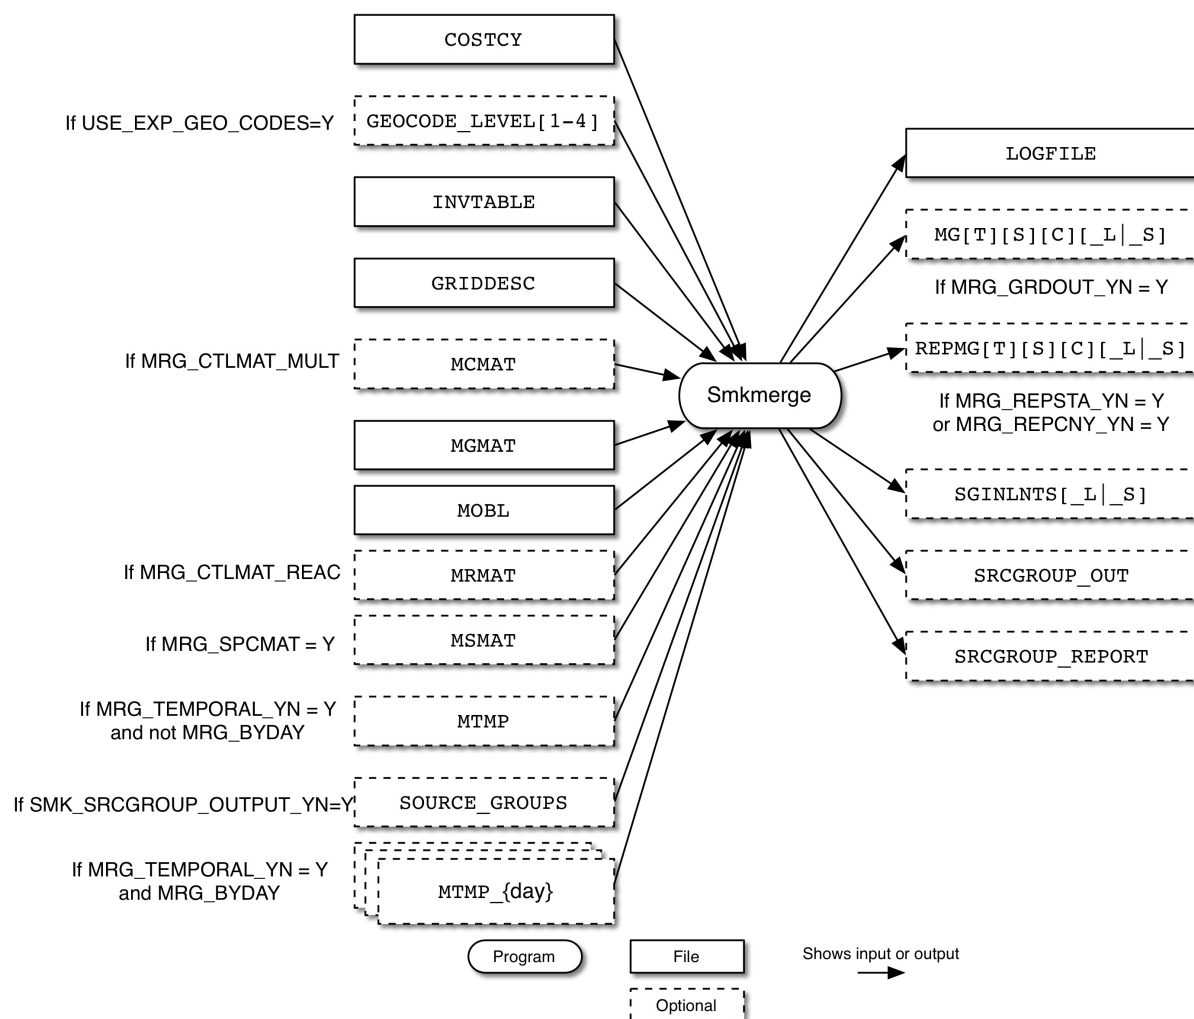 COSTCY
If USE_EXP_GEO_CODES=Y
GEOCODE_LEVEL[1-4]
INVTABLE
GRIDDESC
If MRG_CTLMAT_MULT
MCMAT
MGMAT
MOBL
If MRG_CTLMAT_REAC
MRMAT
If MRG_SPCMAT = Y
MSMAT
If MRG_TEMPORAL_YN = Y
and not MRG_BYDAY
MTMP
If SMK_SRCGROUP_OUTPUT_YN=Y
SOURCE_GROUPS
If MRG_TEMPORAL_YN = Y
and MRG_BYDAY
MTMP_{day}
Smkmerge
LOGFILE
MG[T][S][C][_L|_S]
If MRG_GRDOUT_YN = Y
REPMG[T][S][C][_L|_S]
If MRG_REPSTA_YN = Y
or MRG_REPCNY_YN = Y
SGINLNTS[_L|_S]
SRCGROUP_OUT
SRCGROUP_REPORT
Program
File
Shows input or output
Optional